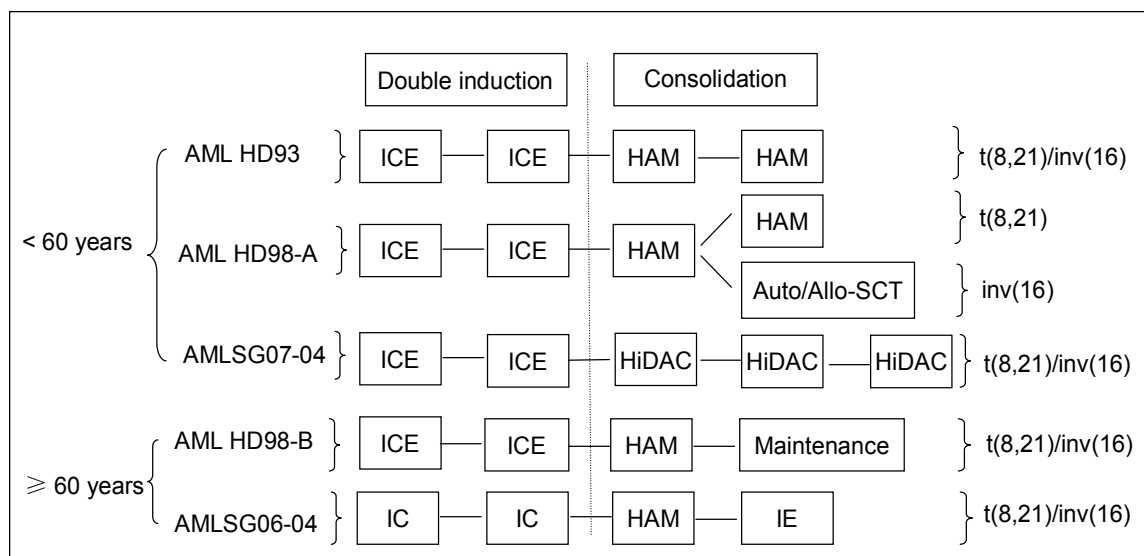 Double induction Consolidation
AML HD93 ICE ICE HAM HAM t(8,21)/inv(16)
HAM t(8,21)
< 60 years AML HD98-A ICE ICE HAM
Auto/Allo-SCT inv(16)
AMLSG07-04 ICE ICE HiDAC HiDAC HiDAC t(8,21)/inv(16)
AML HD98-B ICE ICE HAM Maintenance t(8,21)/inv(16)
⩾ 60 years
AMLSG06-04 IC IC HAM IE t(8,21)/inv(16)